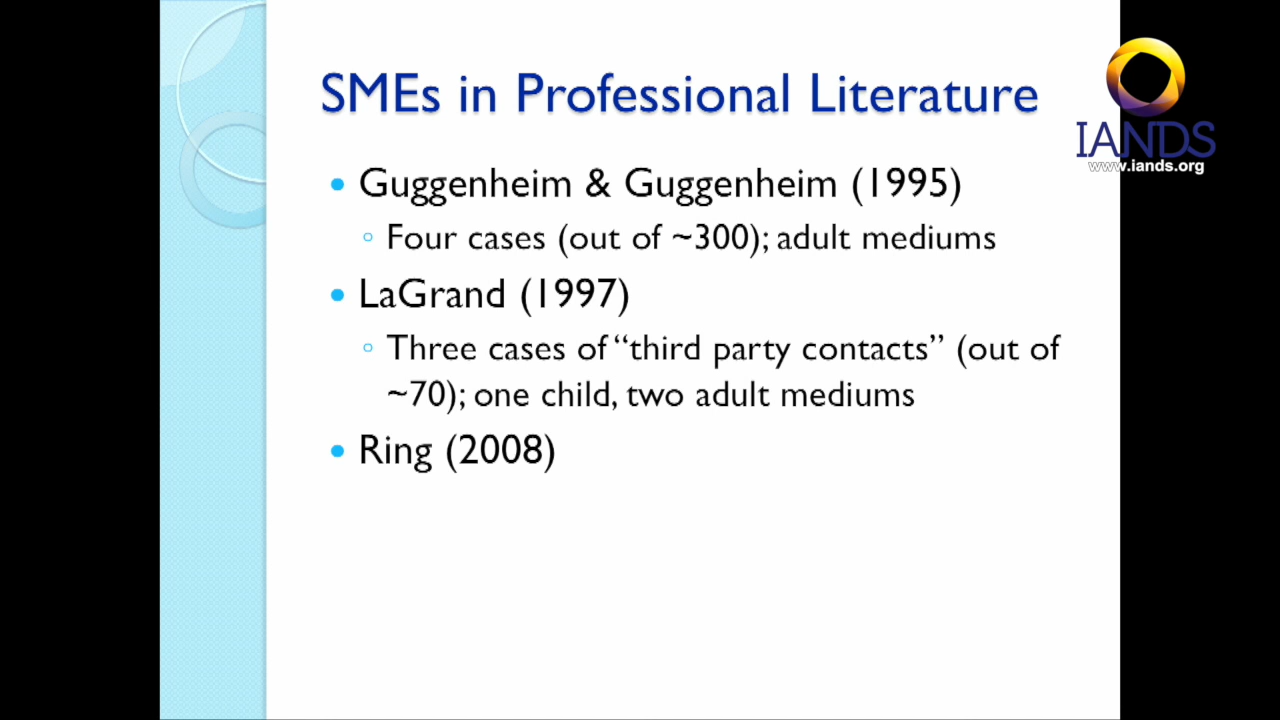 SMEs in Professional Literature
IANDS
www.iands.org
• Guggenheim & Guggenheim (1995)
◦ Four cases (out of ~300); adult mediums
• LaGrand (1997)
◦ Three cases of “third party contacts” (out of
~70); one child, two adult mediums
• Ring (2008)